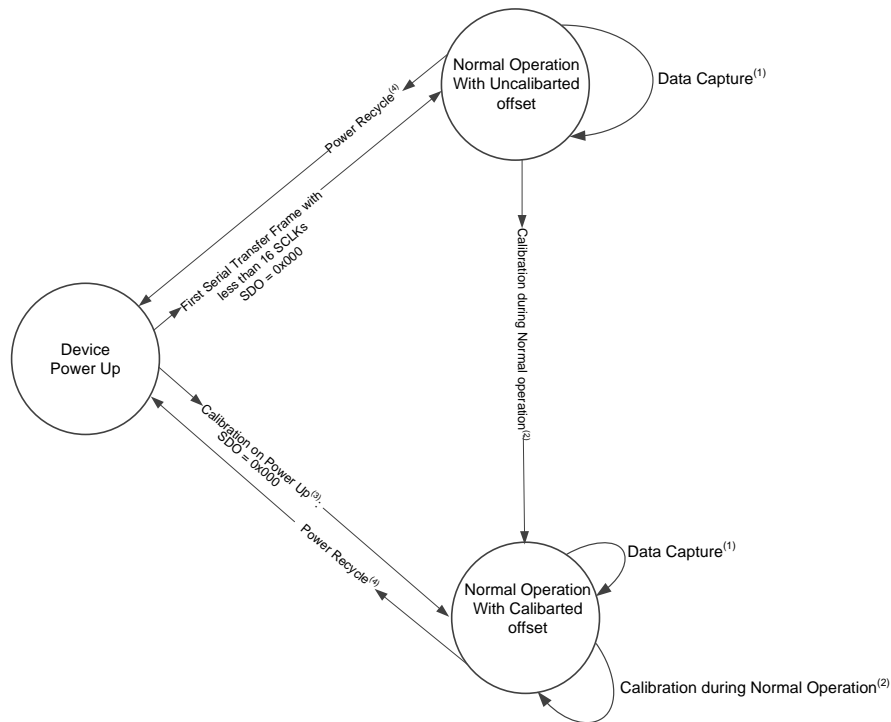 Normal Operation
With Uncalibarted
offset
Data Capture(1)
Power Recycle(4)
First Serial Transfer Frame with
less than 16 SCLKs
SDO = 0x000
Calibration during Normal operation(2)
Device
Power Up
Calibration on Power Up(3):
SDO = 0x000
Power Recycle(4)
Normal Operation
With Calibarted
offset
Data Capture(1)
Calibration during Normal Operation(2)